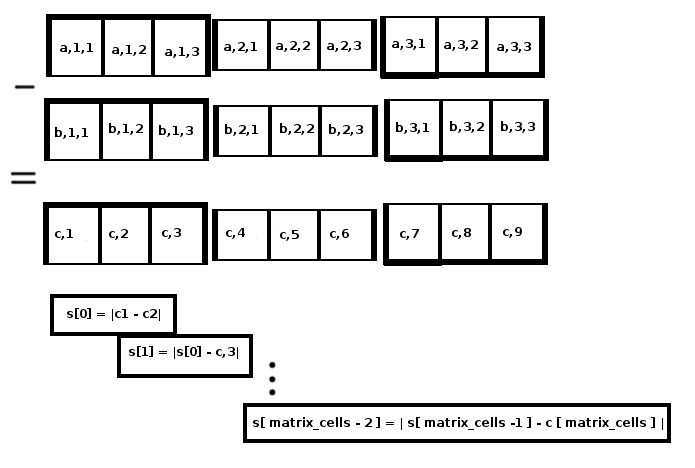 a,1,1 a,1,2 a,1,3 a,2,1 a,2,2 a,2,3 a,3,1 a,3,2 a,3,3
−
b,1,1 b,1,2 b,1,3 b,2,1 b,2,2 b,2,3 b,3,1 b,3,2 b,3,3
=
c,1 c,2 c,3 c,4 c,5 c,6 c,7 c,8 c,9
s[0] = |c1 - c2|
s[1] = |s[0] - c,3|
s[ matrix_cells - 2 ] = | s[ matrix_cells -1 ] - c [ matrix_cells ] |